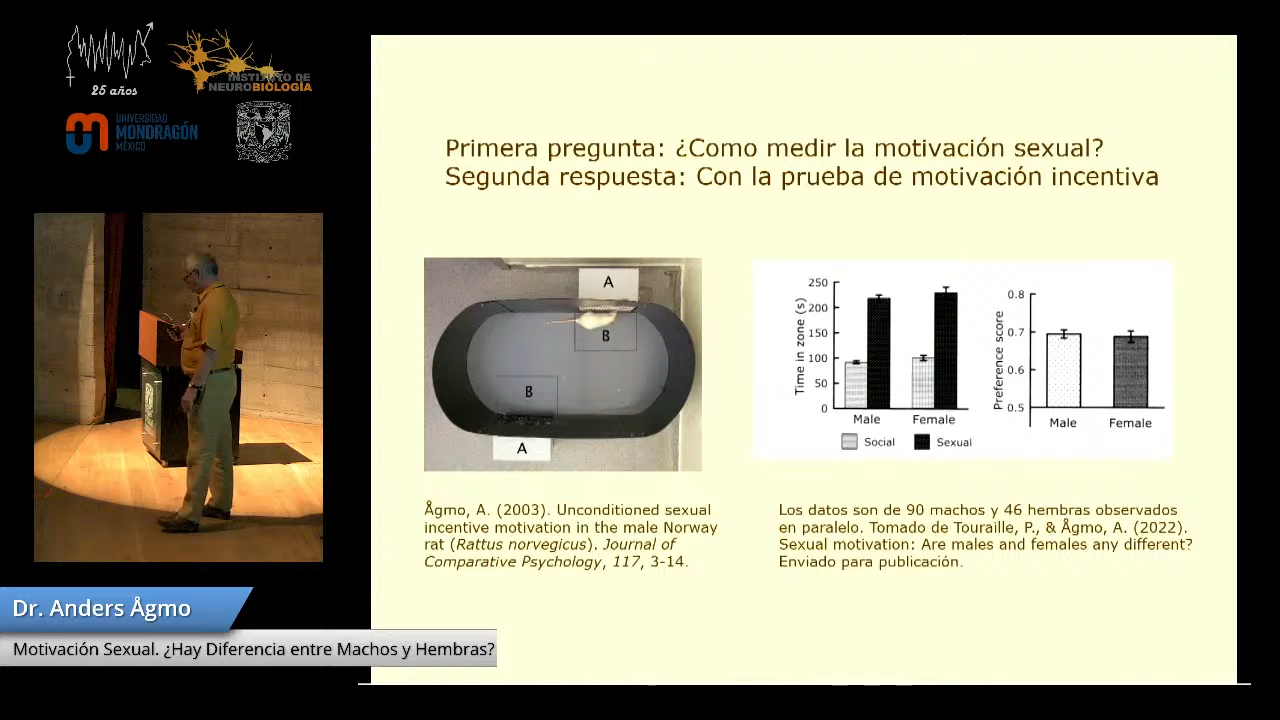 25 años
INSTITUTO DE
NEUROBIOLOGÍA
UNIVERSIDAD
MONDRAGÓN
MÉXICO
Primera pregunta: ¿Como medir la motivación sexual?
Segunda respuesta: Con la prueba de motivación incentiva
A
B
B
A
Time in zone (s)
250
200
150
100
50
0
Male
Female
Social
Sexual
Preference score
0.8
0.7
0.6
0.5
Male
Female
Ågmo, A. (2003). Unconditioned sexual
incentive motivation in the male Norway
rat (Rattus norvegicus). Journal of
Comparative Psychology, 117, 3-14.
Los datos son de 90 machos y 46 hembras observados
en paralelo. Tomado de Touraille, P., & Ågmo, A. (2022).
Sexual motivation: Are males and females any different?
Enviado para publicación.
Dr. Anders Ågmo
Motivación Sexual. ¿Hay Diferencia entre Machos y Hembras?